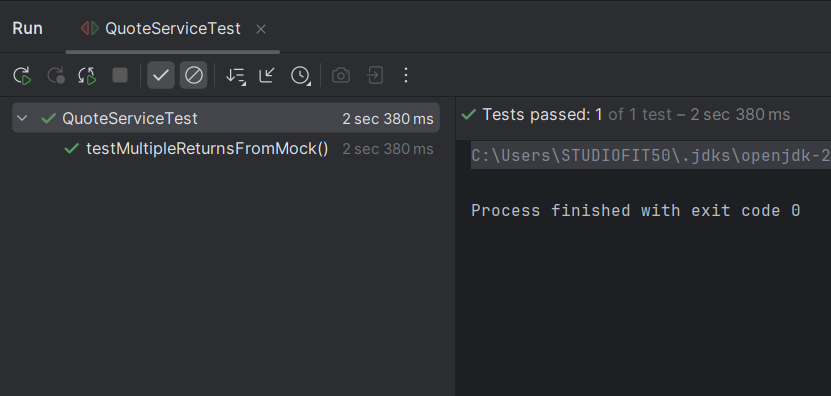 Run QuoteServiceTest
QuoteServiceTest 2 sec 380 ms
testMultipleReturnsFromMock() 2 sec 380 ms
Tests passed: 1 of 1 test – 2 sec 380 ms
C:\Users\STUDIOFIT50\.jdks\openjdk-2
Process finished with exit code 0